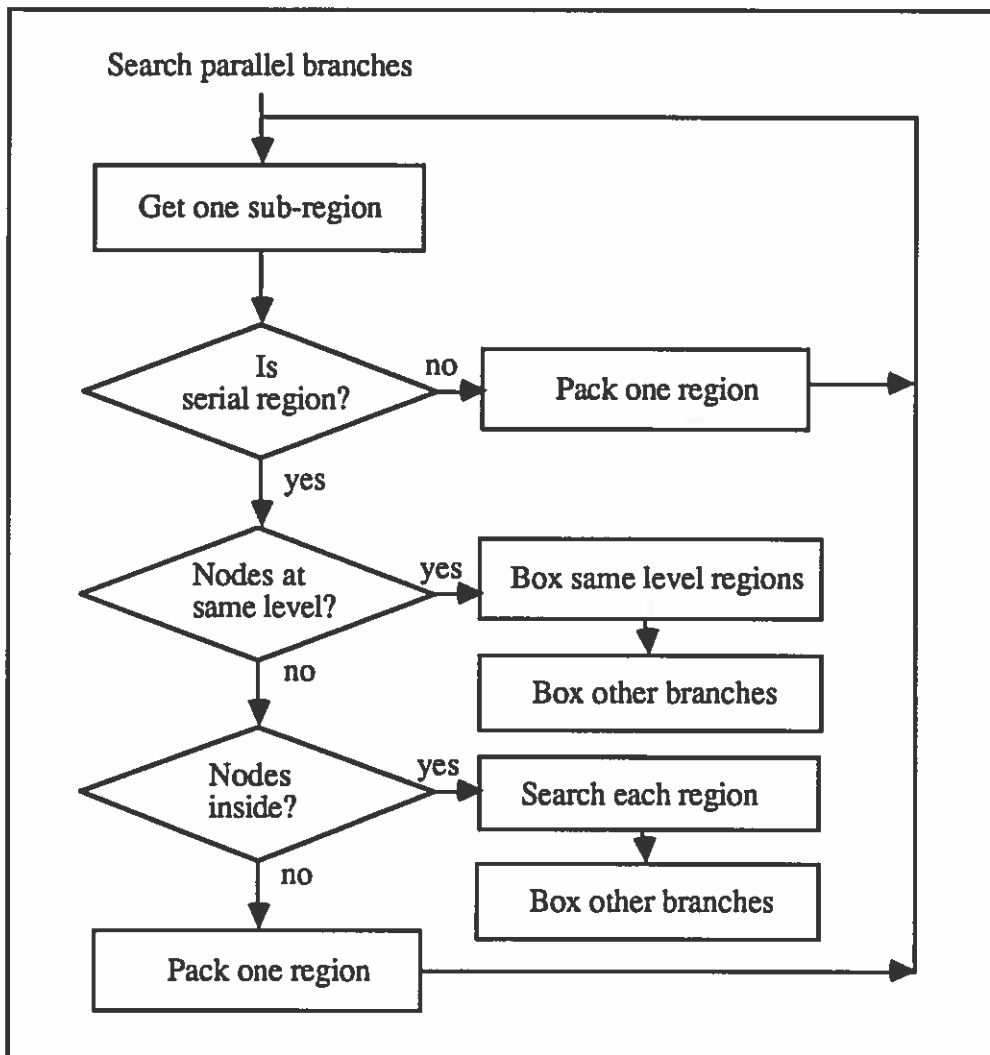 Search parallel branches
Get one sub-region
Is
serial region?
no
Pack one region
yes
Nodes at
same level?
yes
Box same level regions
Box other branches
no
Nodes
inside?
yes
Search each region
Box other branches
no
Pack one region